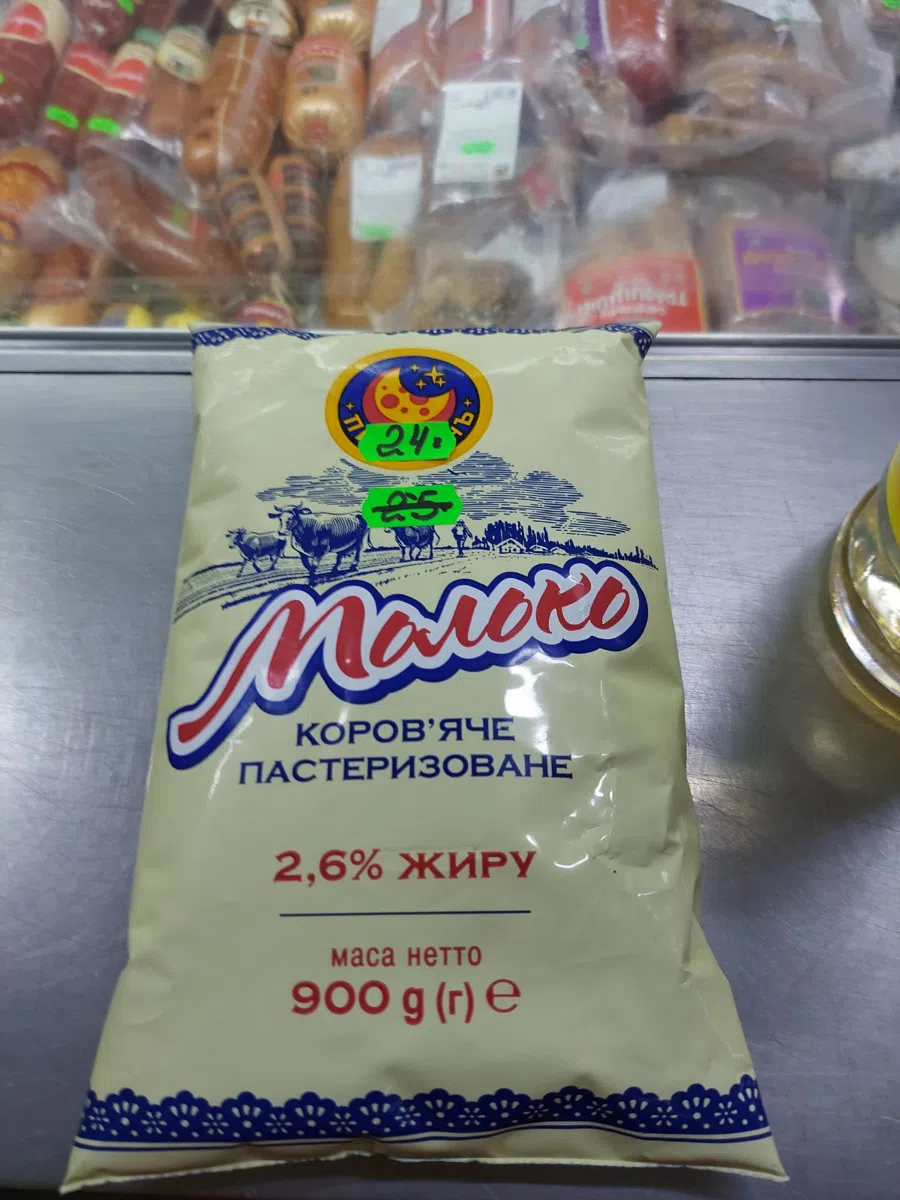 24.
25
Молоко
КОРОВ’ЯЧЕ
ПАСТЕРИЗОВАНЕ
2,6% ЖИРУ
маса нетто
900 g (г) ℮